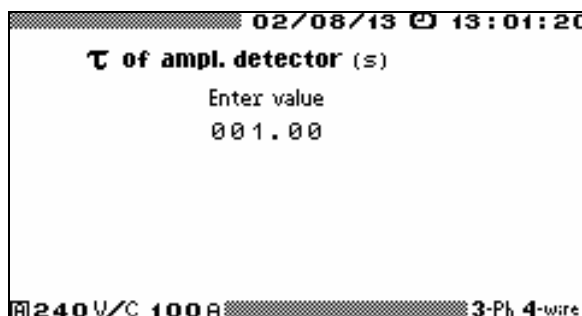 02/08/13 13:01:20
τ of ampl. detector (s)
Enter value
001.00
A 240 V/C 100 A 3-Ph 4-wire